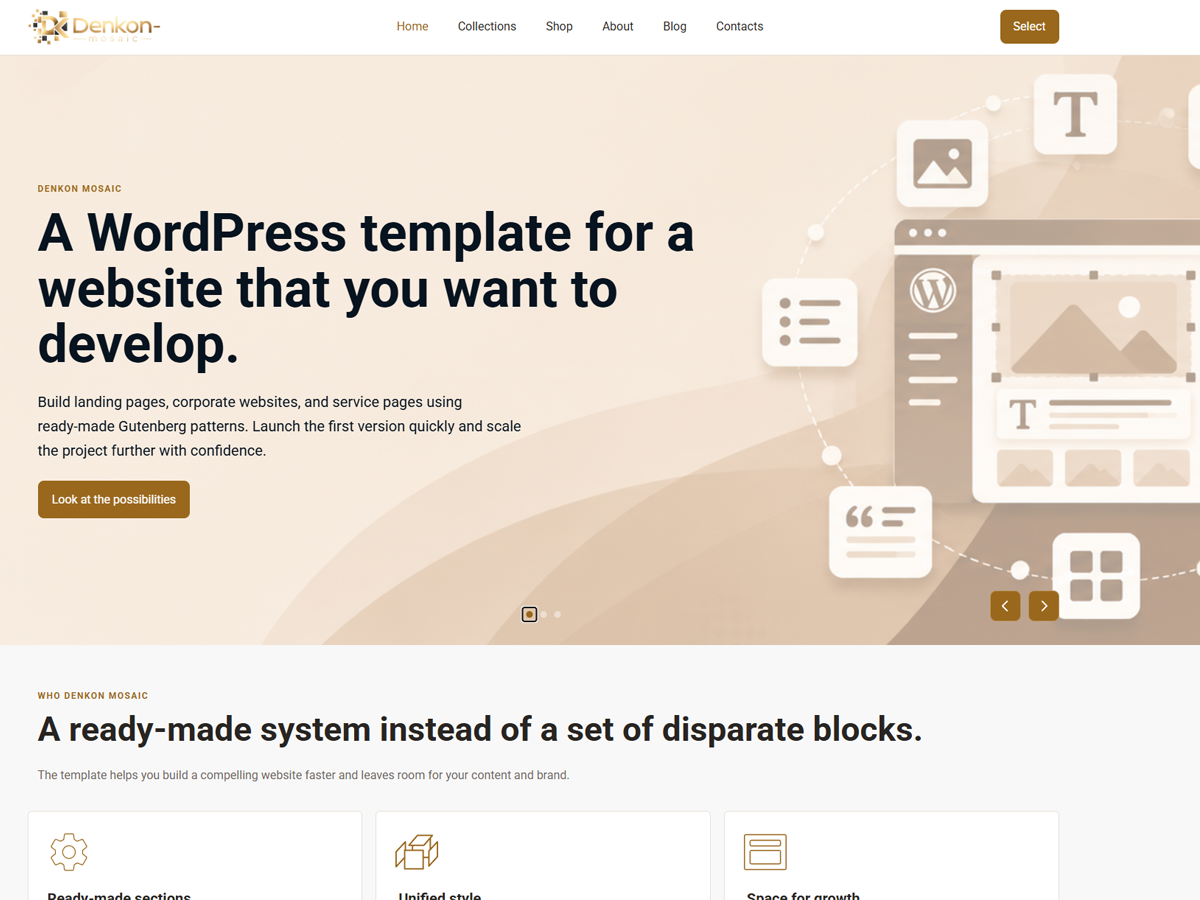 Denkon-
mosaic
Home
Collections
Shop
About
Blog
Contacts
Select
DENKON MOSAIC
A WordPress template for a
website that you want to
develop.
Build landing pages, corporate websites, and service pages using
ready-made Gutenberg patterns. Launch the first version quickly and scale
the project further with confidence.
Look at the possibilities
T
T
WHO DENKON MOSAIC
A ready-made system instead of a set of disparate blocks.
The template helps you build a compelling website faster and leaves room for your content and brand.
Ready-made sections
Unified style
Space for growth